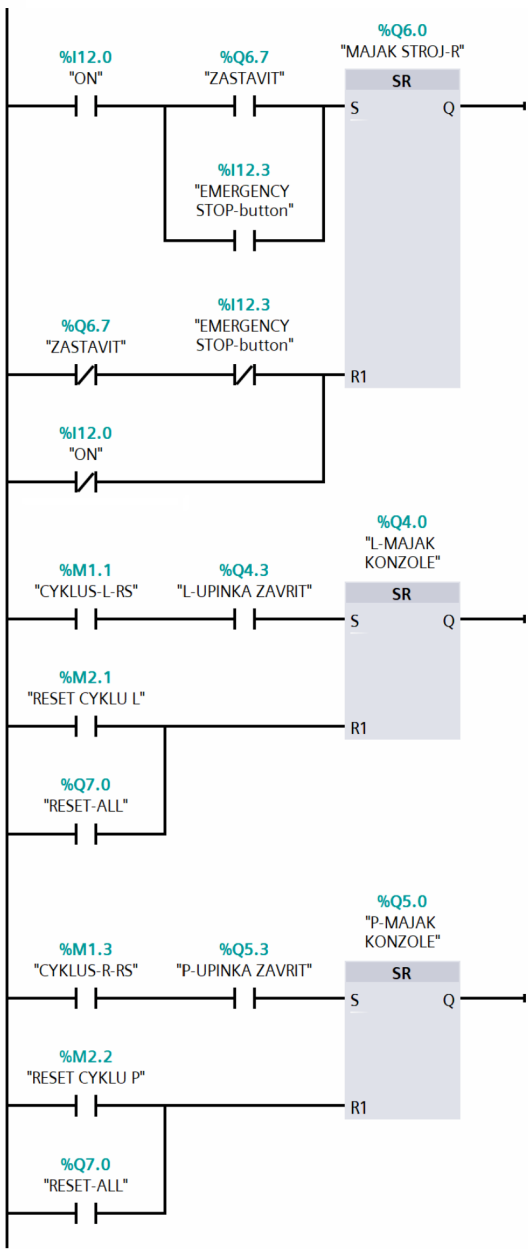 %Q6.0
"MAJAK STROJ-R"
%I12.0
%Q6.7
"ON"
"ZASTAVIT"
SR
S
Q
%I12.3
"EMERGENCY
STOP-button"
%Q6.7
%I12.3
"ZASTAVIT"
"EMERGENCY
STOP-button"
R1
%I12.0
"ON"
%Q4.0
"L-MAJAK
KONZOLE"
%M1.1
%Q4.3
"CYKLUS-L-RS"
"L-UPINKA ZAVRIT"
SR
S
Q
%M2.1
"RESET CYKLU L"
R1
%Q7.0
"RESET-ALL"
%Q5.0
"P-MAJAK
KONZOLE"
%M1.3
%Q5.3
"CYKLUS-R-RS"
"P-UPINKA ZAVRIT"
SR
S
Q
%M2.2
"RESET CYKLU P"
R1
%Q7.0
"RESET-ALL"